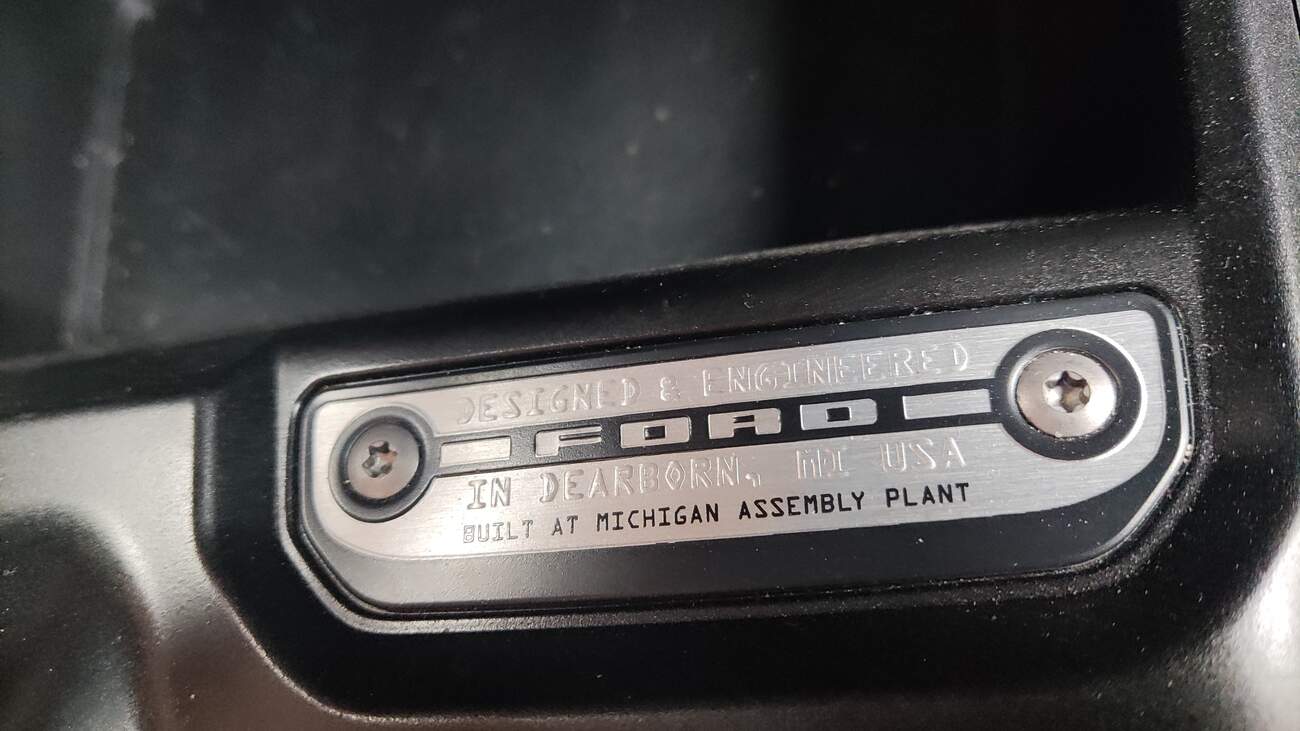 DESIGNED & ENGINEERED
FORD
IN DEARBORN, MI USA
BUILT AT MICHIGAN ASSEMBLY PLANT